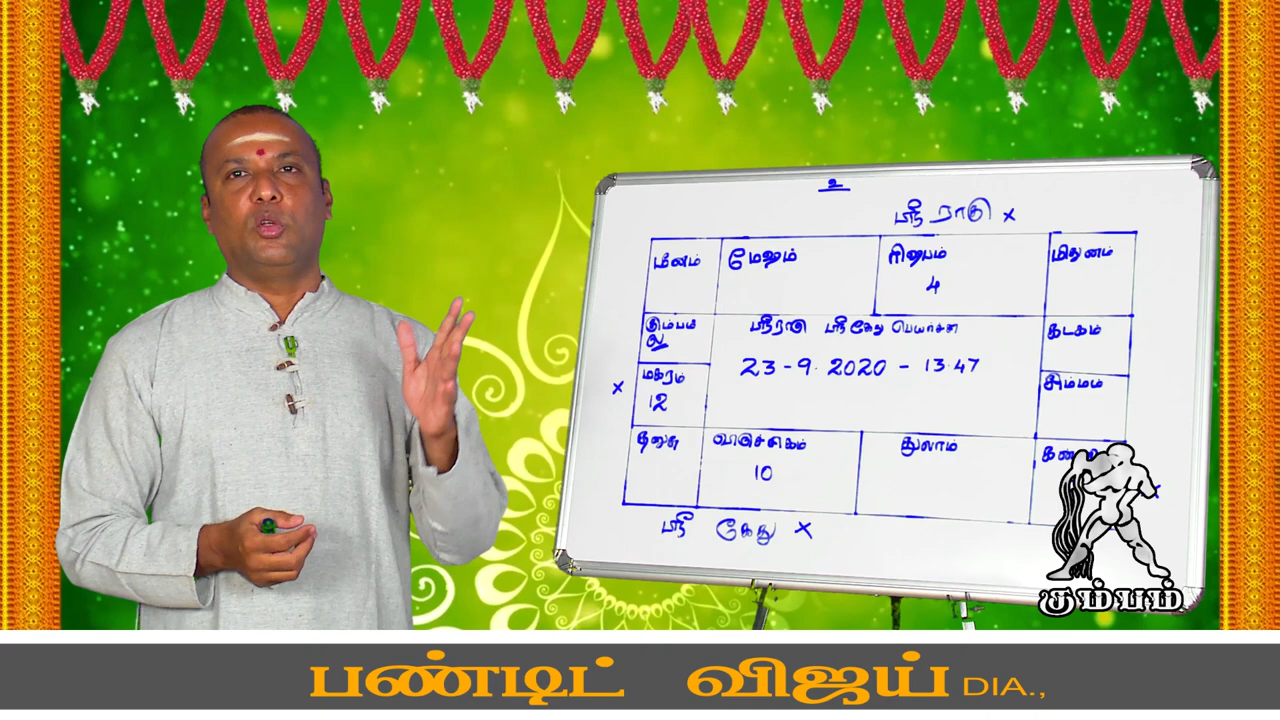 உ
ஸ்ரீ ராகு x
மீனம் மேஷம் ரிஷபம் மிதுனம்
4
கும்பம் ஸ்ரீராகு ஸ்ரீ கேது பெயர்ச்சி கடகம்
ல
23-9-2020 - 13.47
x மகரம் சிம்மம்
12
தனுசு விருச்சிகம் துலாம்
10
ஸ்ரீ கேது x
கும்பம்
பண்டிட் விஜய் DIA.,